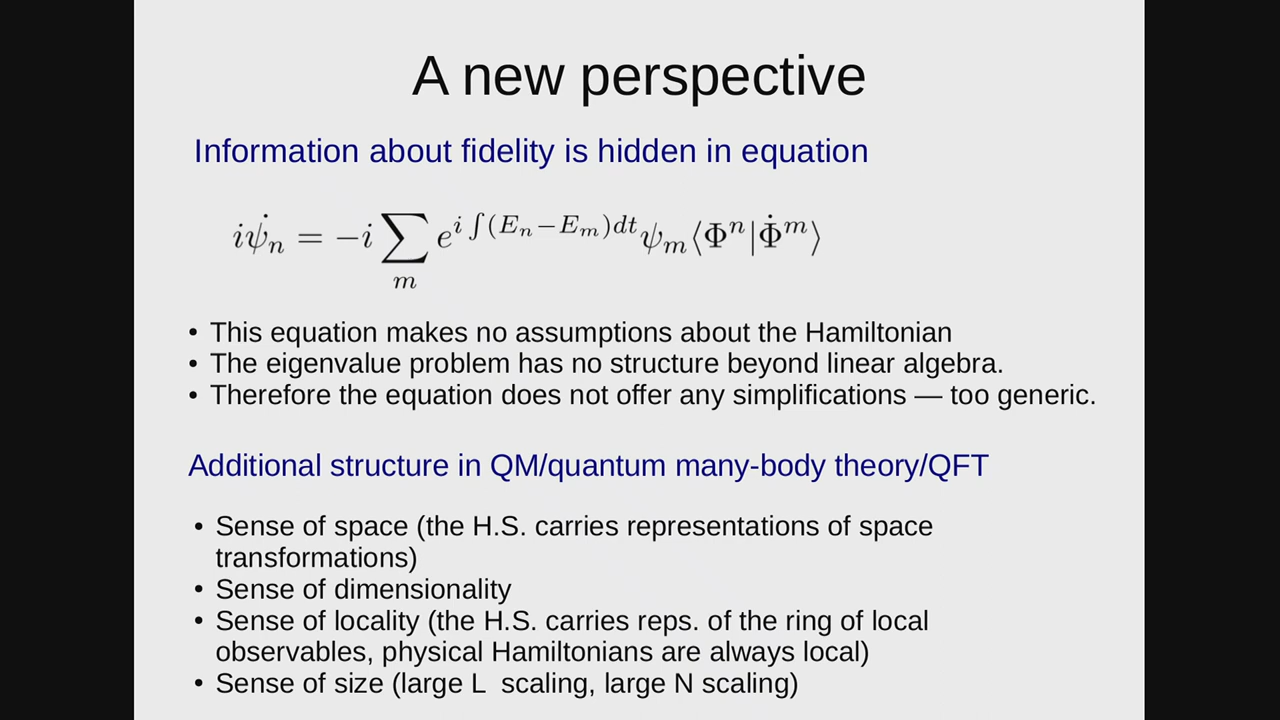 A new perspective
Information about fidelity is hidden in equation
iψ̇ₙ = −i ∑ₘ e^{i ∫(Eₙ−Eₘ)dt} ψₘ⟨Φⁿ|Φ̇ᵐ⟩
• This equation makes no assumptions about the Hamiltonian
• The eigenvalue problem has no structure beyond linear algebra.
• Therefore the equation does not offer any simplifications — too generic.
Additional structure in QM/quantum many-body theory/QFT
• Sense of space (the H.S. carries representations of space
transformations)
• Sense of dimensionality
• Sense of locality (the H.S. carries reps. of the ring of local
observables, physical Hamiltonians are always local)
• Sense of size (large L  scaling, large N scaling)